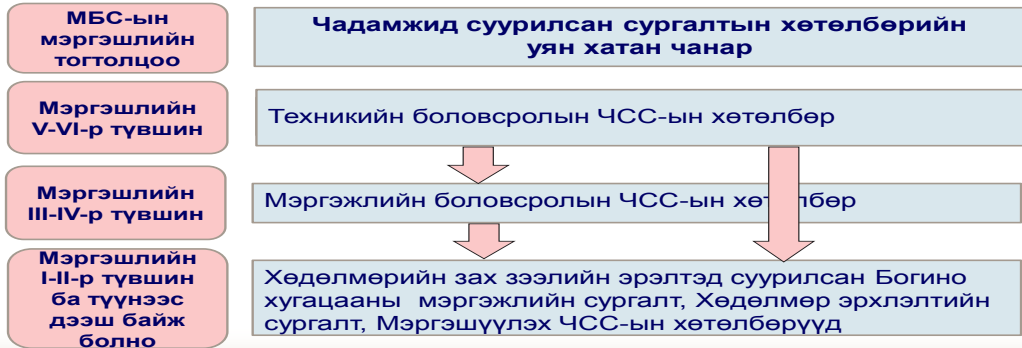 МБС-ын
мэргэшлийн
тогтолцоо
Чадамжид суурилсан сургалтын хөтөлбөрийн
уян хатан чанар
Мэргэшлийн
V-VI-р түвшин
Техникийн боловсролын ЧСС-ын хөтөлбөр
Мэргэшлийн
III-IV-р түвшин
Мэргэжлийн боловсролын ЧСС-ын хөтөлбөр
Мэргэшлийн
I-II-р түвшин
ба түүнээс
дээш байж
болно
Хөдөлмөрийн зах зээлийн эрэлтэд суурилсан Богино
хугацааны мэргэжлийн сургалт, Хөдөлмөр эрхлэлтийн
сургалт, Мэргэшүүлэх ЧСС-ын хөтөлбөрүүд